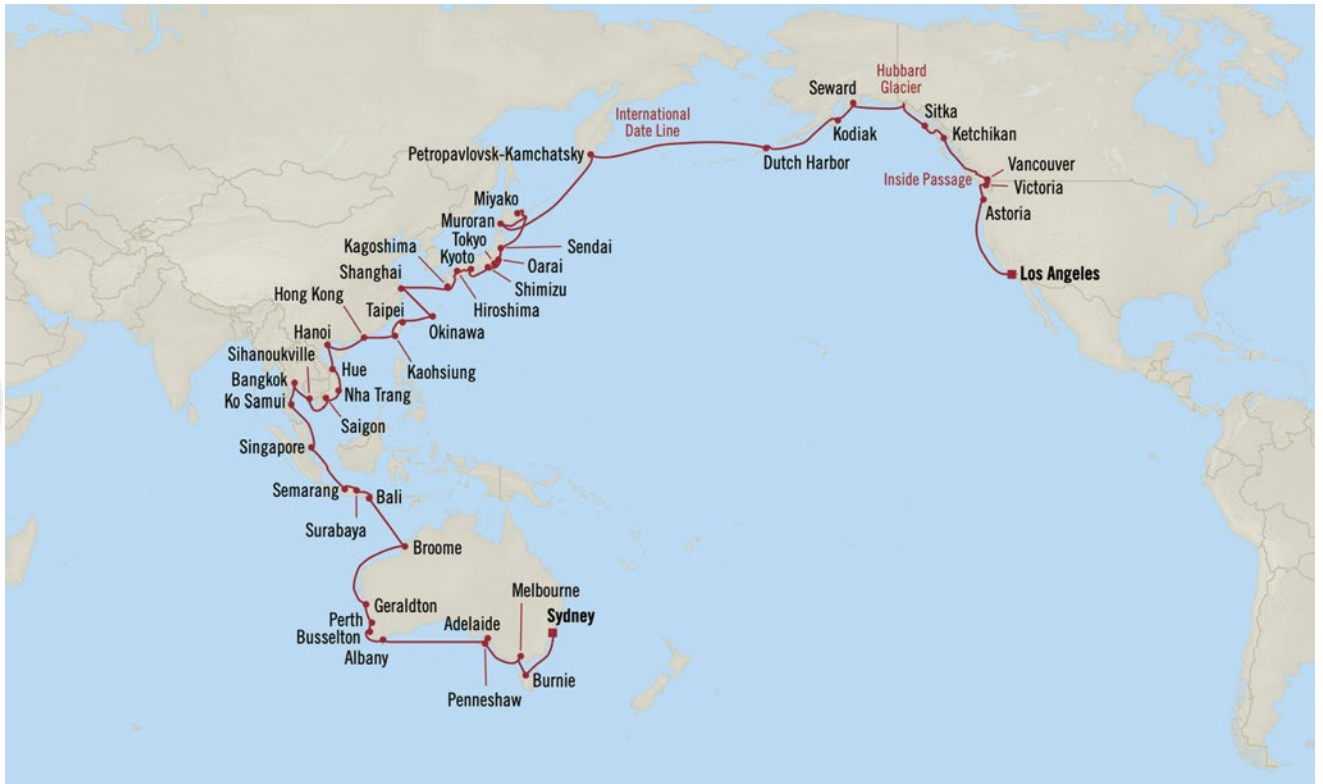 Hubbard
Glacier
Seward
Sitka
International
Date Line
Kodiak
Ketchikan
Petropavlovsk-Kamchatsky
Dutch Harbor
Vancouver
Inside Passage
Victoria
Miyako
Astoria
Muroran
Tokyo
Kagoshima
Kyoto
Sendai
Oarai
Shanghai
Los Angeles
Shimizu
Hong Kong
Taipei
Hiroshima
Hanoi
Okinawa
Sihanoukville
Hue
Kaohsiung
Bangkok
Nha Trang
Ko Samui
Saigon
Singapore
Semarang
Bali
Surabaya
Broome
Melbourne
Geraldton
Perth
Adelaide
Sydney
Busselton
Albany
Burnie
Penneshaw